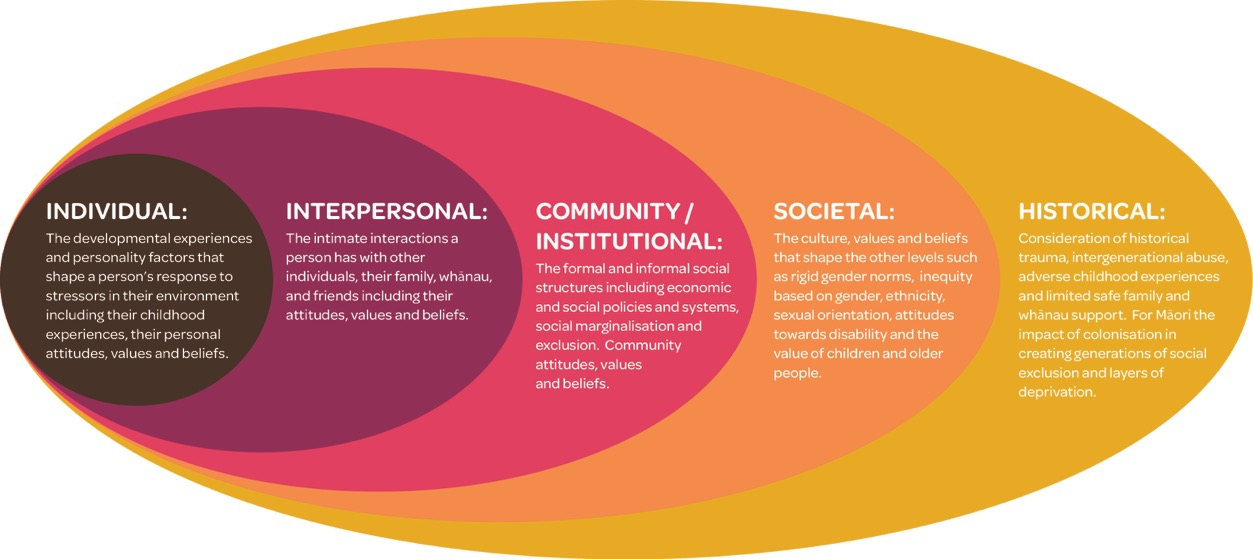 INDIVIDUAL:
The developmental experiences
and personality factors that
shape a person's response to
stressors in their environment
including their childhood
experiences, their personal
attitudes, values and beliefs.
INTERPERSONAL:
The intimate interactions a
person has with other
individuals, their family, whānau,
and friends including their
attitudes, values and beliefs.
COMMUNITY /
INSTITUTIONAL:
The formal and informal social
structures including economic
and social policies and systems,
social marginalisation and
exclusion. Community
attitudes, values
and beliefs.
SOCIETAL:
The culture, values and beliefs
that shape the other levels such
as rigid gender norms, inequity
based on gender, ethnicity,
sexual orientation, attitudes
towards disability and the
value of children and older
people.
HISTORICAL:
Consideration of historical
trauma, intergenerational abuse,
adverse childhood experiences
and limited safe family and
whānau support. For Māori the
impact of colonisation in
creating generations of social
exclusion and layers of
deprivation.